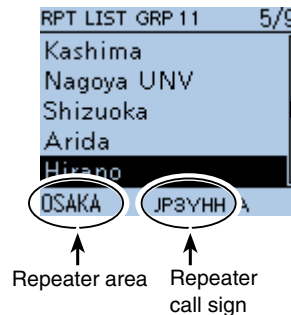 RPT LIST GRP 11 5/9
Kashima
Nagoya UNV
Shizuoka
Arida
Hirano
OSAKA JP3YHH A
Repeater area Repeater
call sign